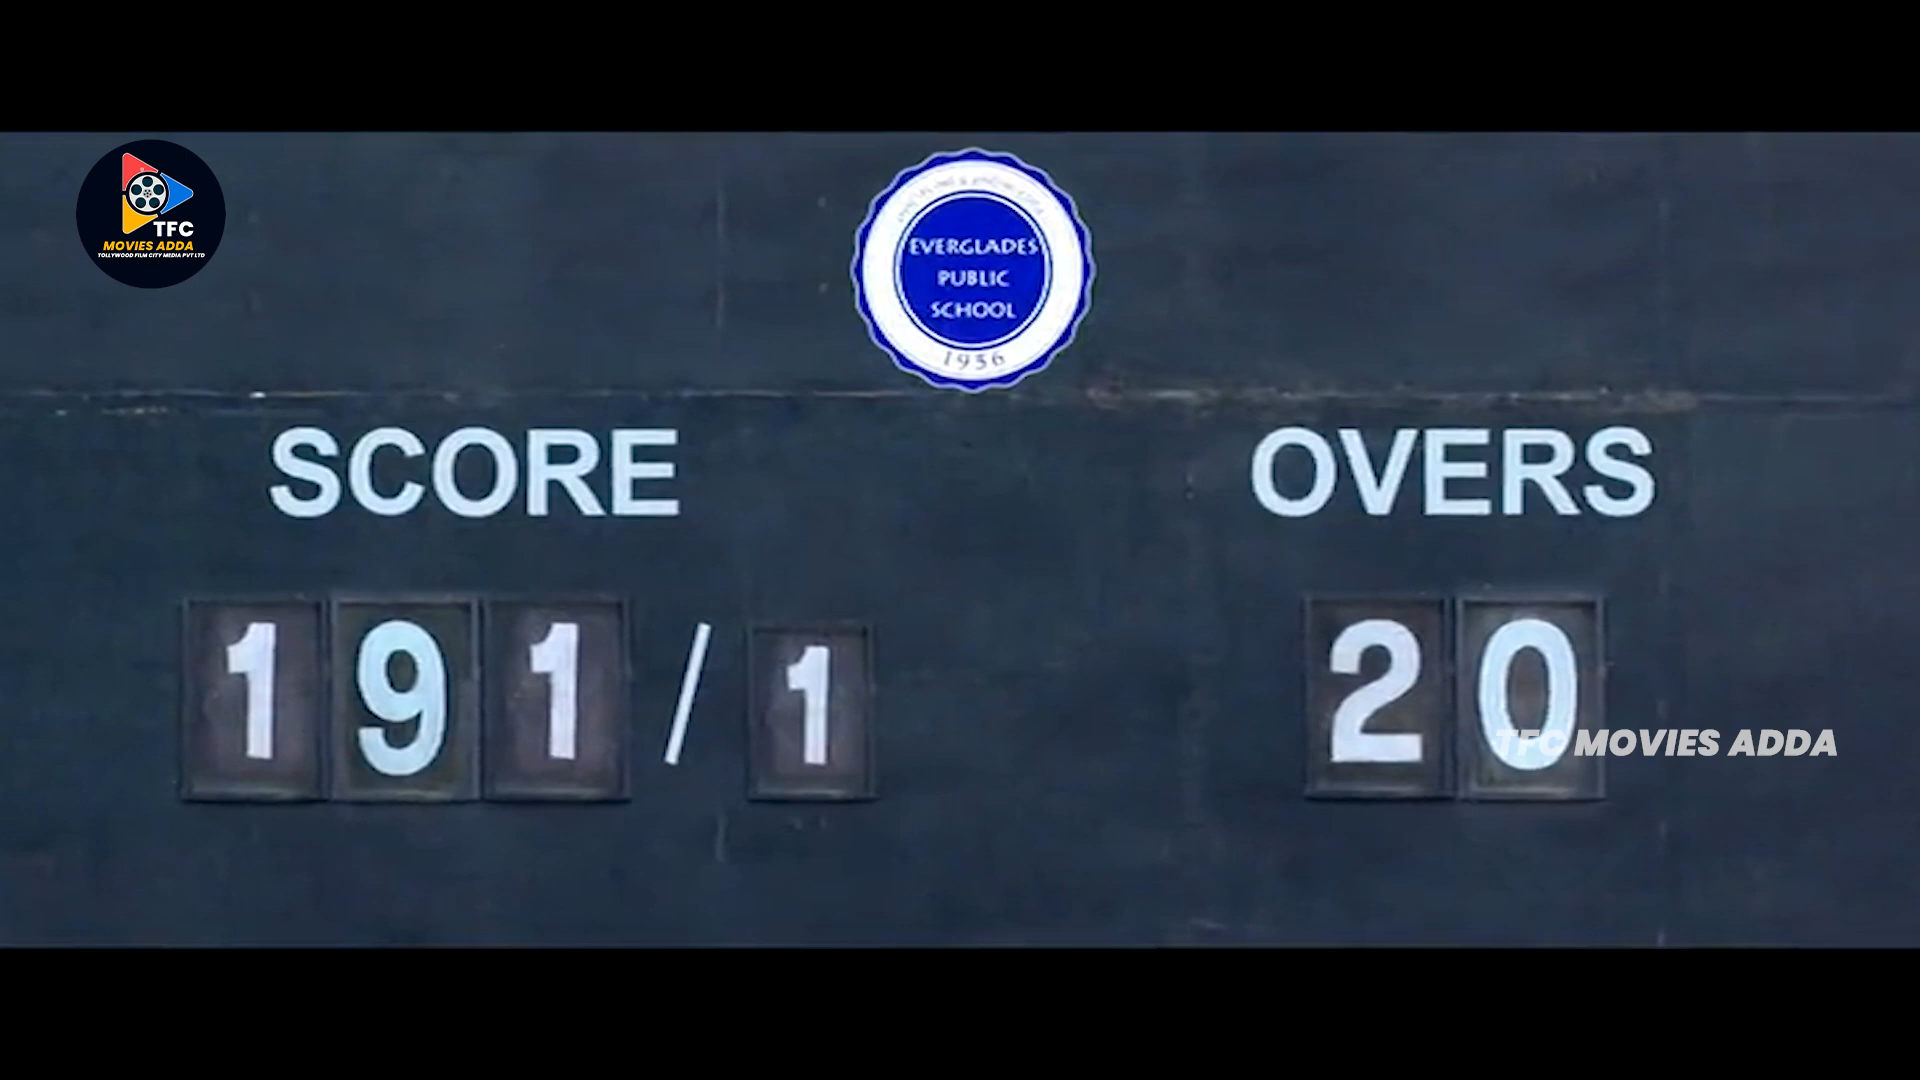 TFC
MOVIES ADDA
TOLLYWOOD FILM CITY MEDIA PVT LTD
EVERGLADES
PUBLIC
SCHOOL
1956
SCORE
OVERS
191/1
20
TFC MOVIES ADDA